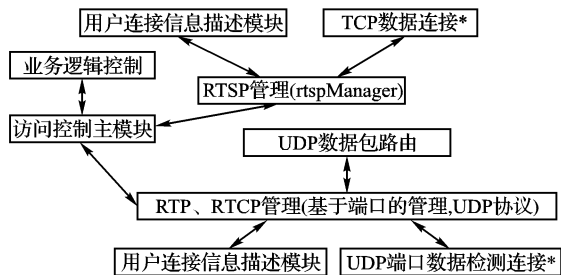 用户连接信息描述模块
TCP数据连接*
业务逻辑控制
RTSP管理(rtspManager)
访问控制主模块
UDP数据包路由
RTP、RTCP管理(基于端口的管理,UDP协议)
用户连接信息描述模块
UDP端口数据检测连接*